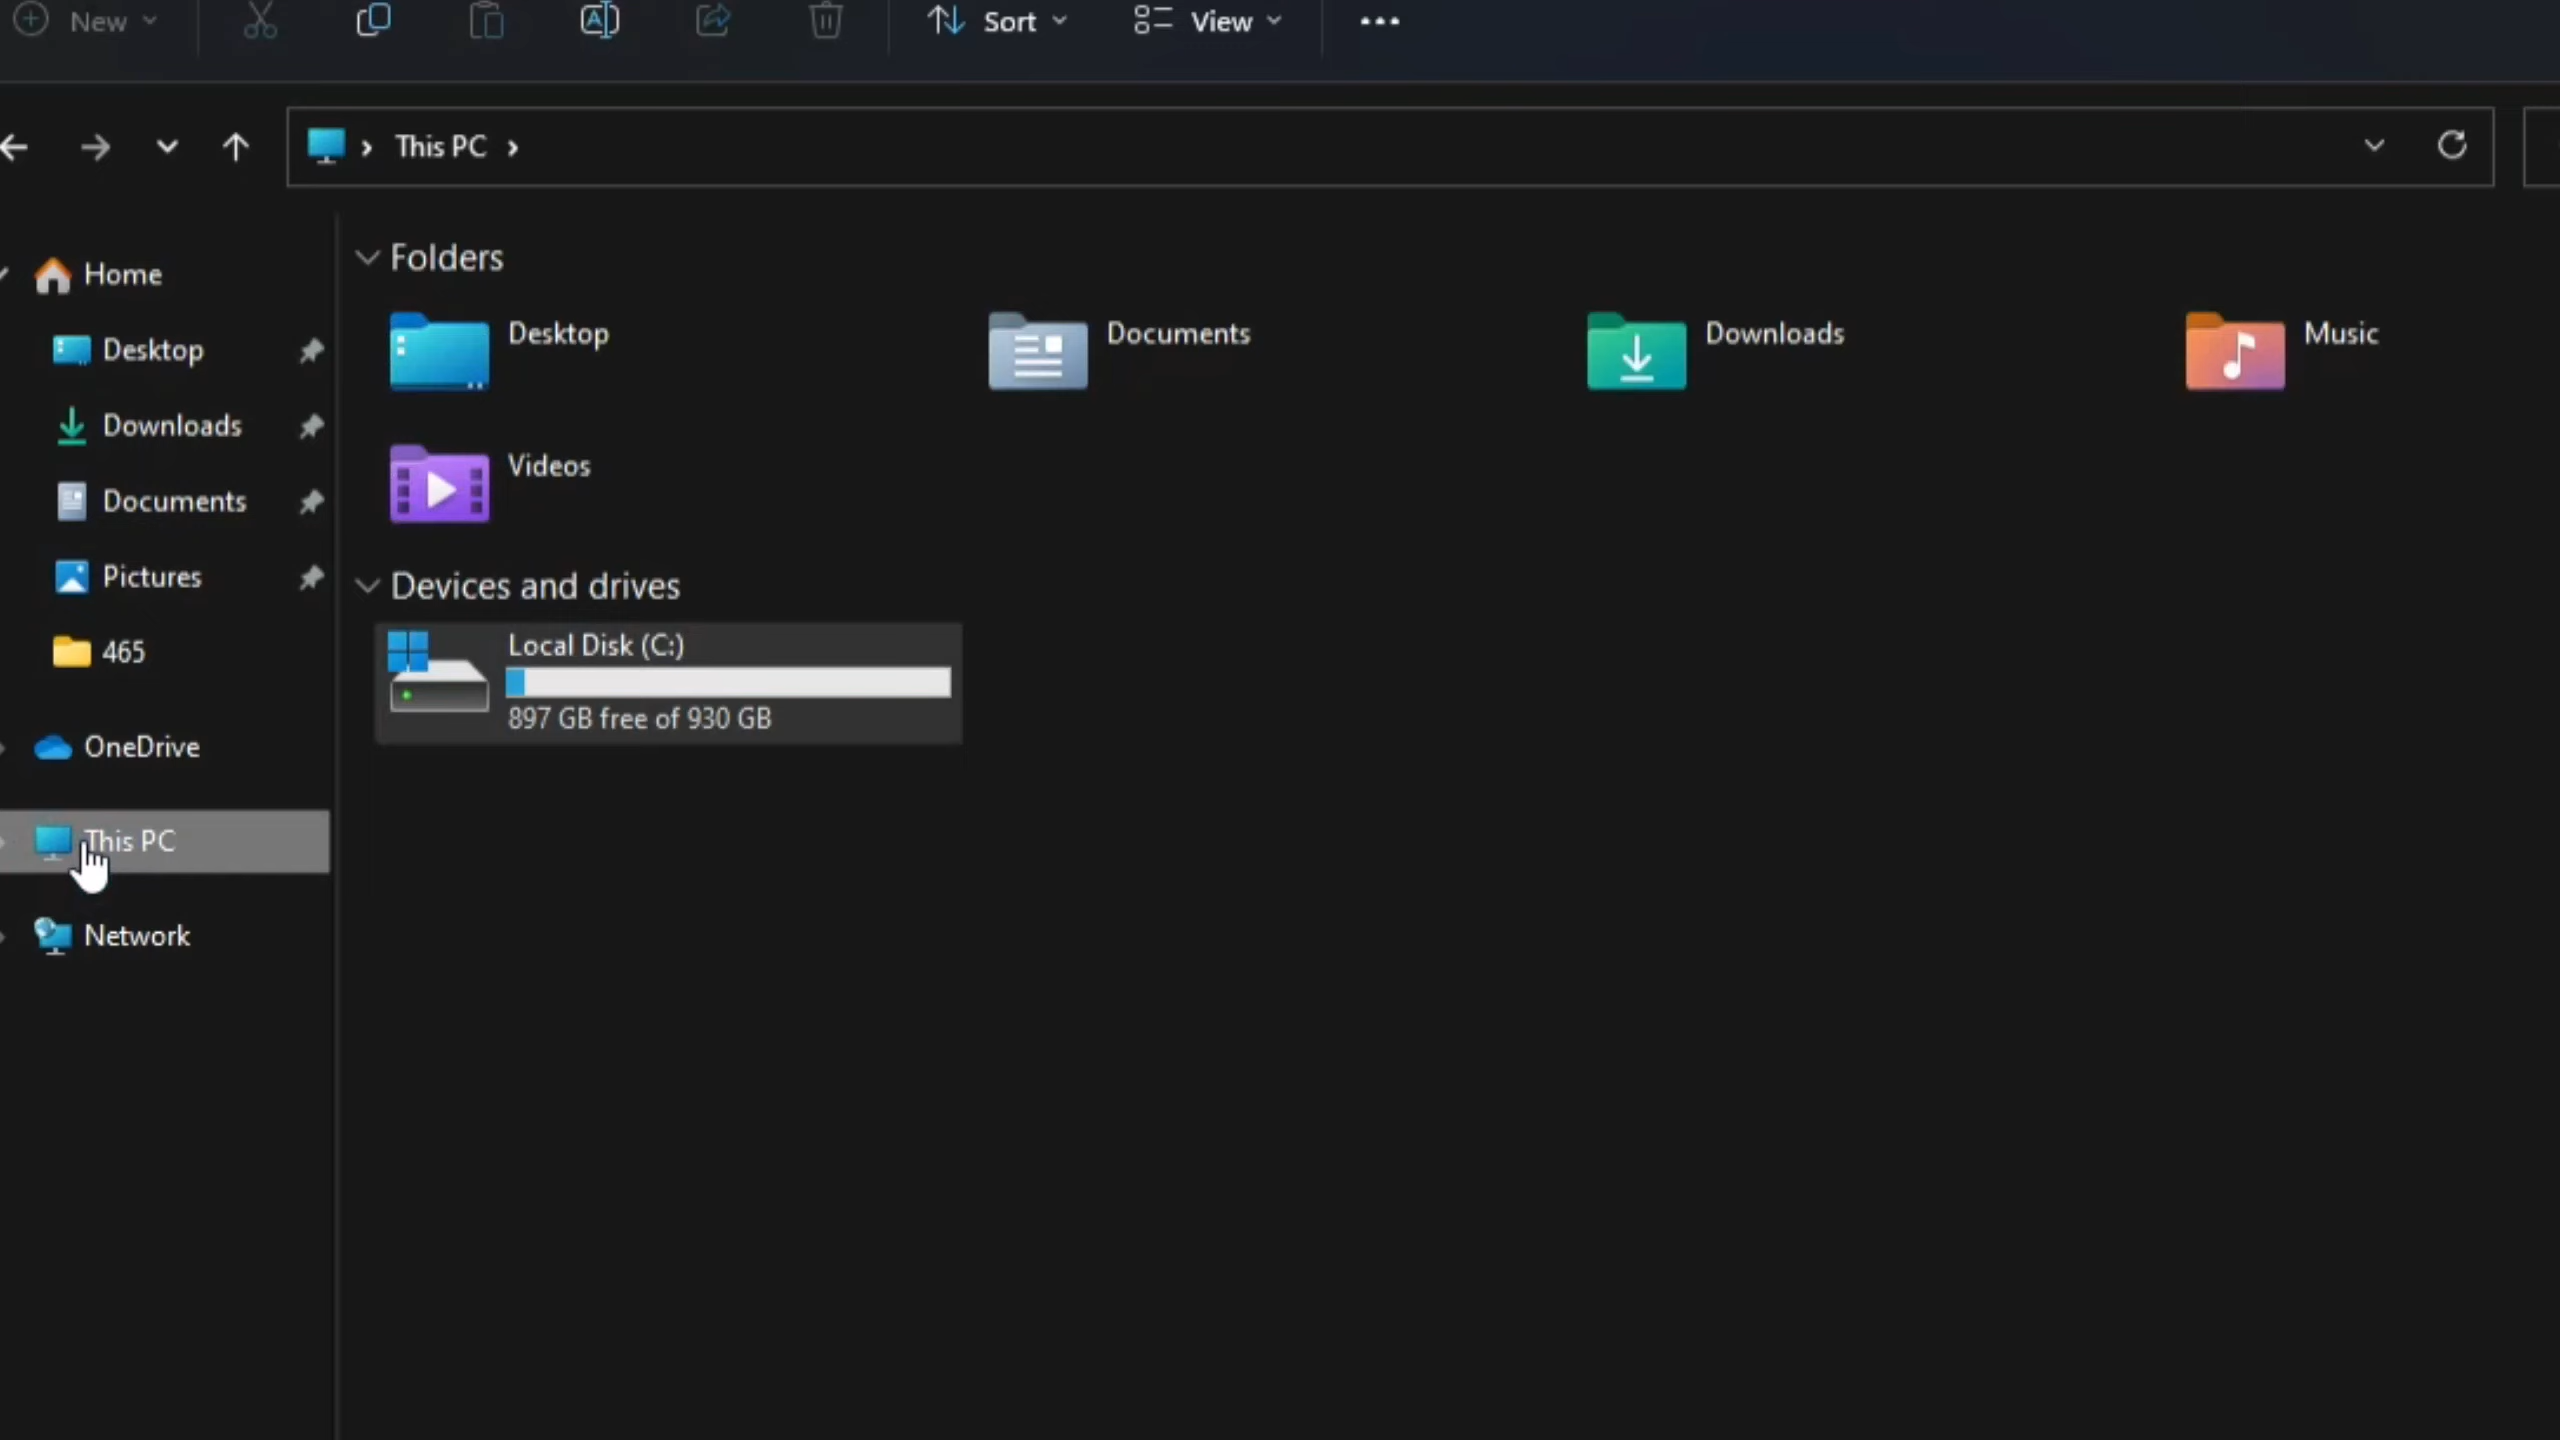 New
Sort
View
This PC
Home
Desktop
Downloads
Documents
Pictures
465
OneDrive
This PC
Network
Folders
Desktop
Documents
Downloads
Music
Videos
Devices and drives
Local Disk (C:)
897 GB free of 930 GB